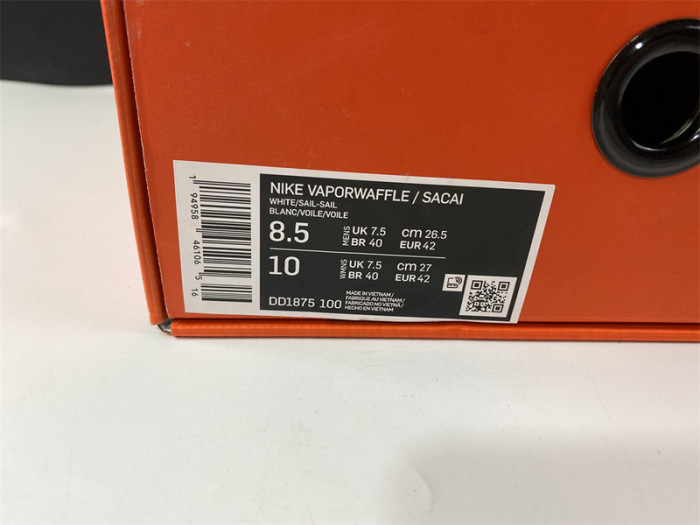 1 94958 46106 5 16
NIKE VAPORWAFFLE / SACAI
WHITE/SAIL-SAIL
BLANC/VOILE/VOILE
8.5 MENS UK 7.5 CM 26.5
BR 40 EUR 42
10 WMNS UK 7.5 CM 27
BR 40 EUR 42
DD1875 100
MADE IN VIETNAM/
FABRIQUE AU VIETNAM/
FABRICADO NO VIETNÃ/
HECHO EN VIETNAM